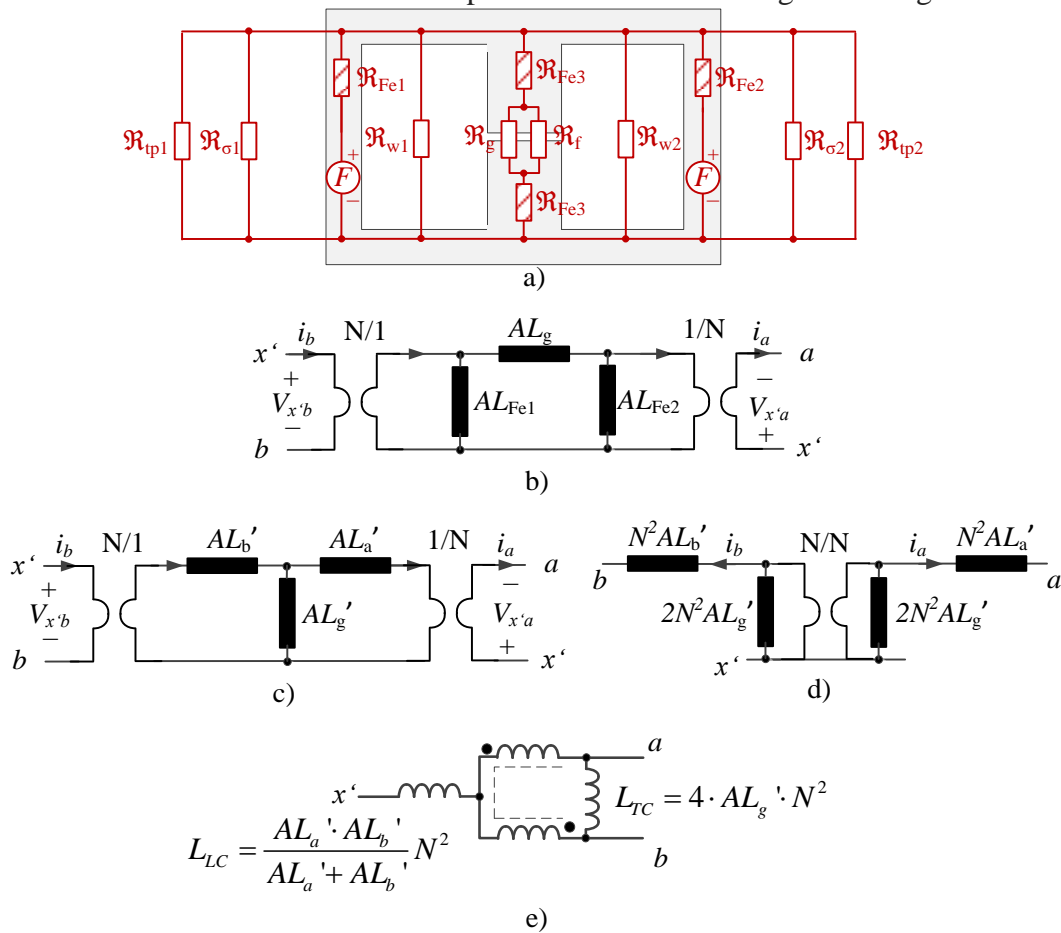 ℜtp1 ℜσ1 ℜFe1 ℜw1 ℜg ℜFe3 ℜf ℜw2 ℜFe2 ℜσ2 ℜtp2
+ F − ℜFe3 + F −
a)
x‘ ib N/1 ALg 1/N ia a
+ Vx‘b − ALFe1 ALFe2 − Vx‘a +
b x‘
b)
x‘ ib N/1 ALb' ALa' 1/N ia a
+ Vx‘b − ALg' − Vx‘a +
b x‘
c)
N²ALb' ib N/N ia N²ALa'
b a
2N²ALg' 2N²ALg'
x‘
d)
a
x‘ LTC = 4 · ALg ' · N²
b
LLC = ALa '· ALb ' / ALa '+ ALb ' N²
e)